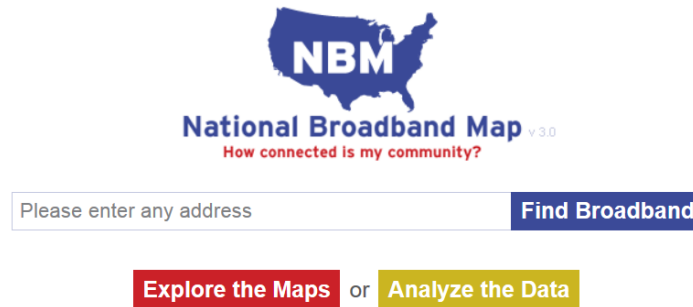 NBM
National Broadband Map v 3.0
How connected is my community?
Please enter any address Find Broadband
Explore the Maps or Analyze the Data